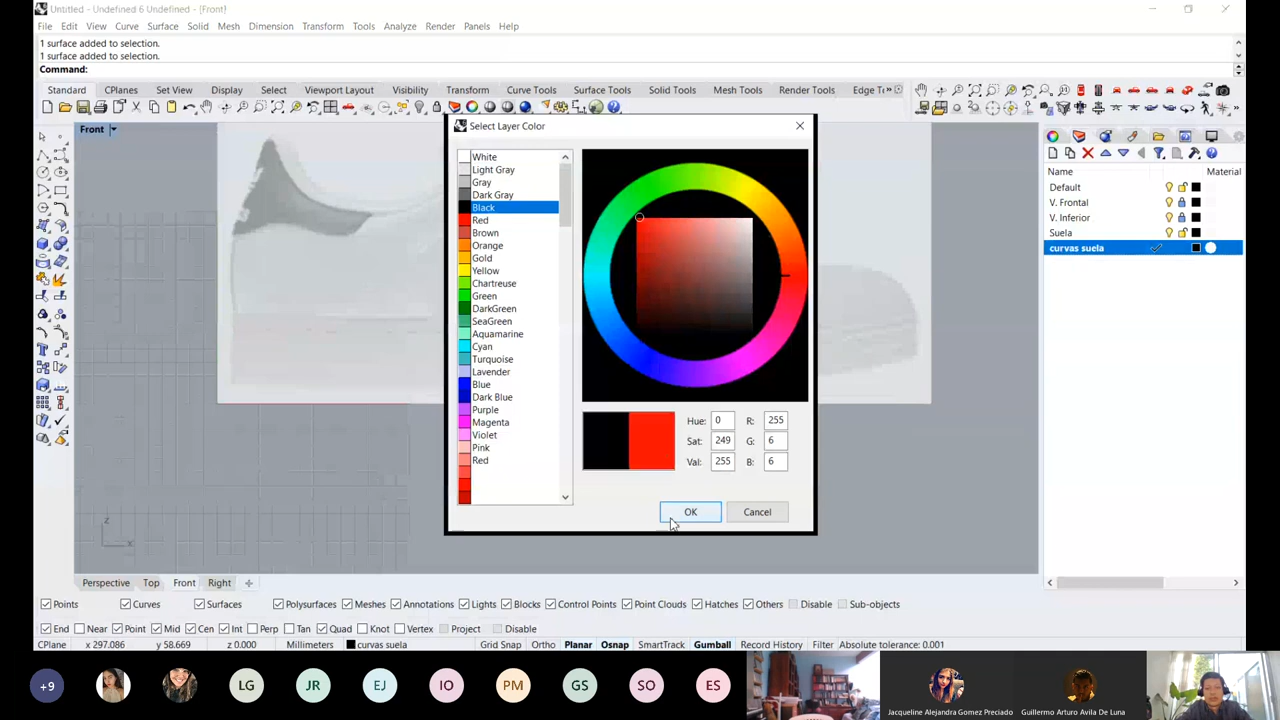 Untitled - Undefined 6 Undefined - [Front]
File Edit View Curve Surface Solid Mesh Dimension Transform Tools Analyze Render Panels Help
1 surface added to selection.
1 surface added to selection.
Command:
Standard CPlanes Set View Display Select Viewport Layout Visibility Transform Curve Tools Surface Tools Solid Tools Mesh Tools Render Tools Edge T
Front
Select Layer Color
White
Light Gray
Gray
Dark Gray
Black
Red
Brown
Orange
Gold
Yellow
Chartreuse
Green
DarkGreen
SeaGreen
Aquamarine
Cyan
Turquoise
Lavender
Blue
Dark Blue
Purple
Magenta
Violet
Pink
Red
Hue: 0 R: 255
Sat: 249 G: 6
Val: 255 B: 6
OK Cancel
Name Material
Default
V. Frontal
V. Inferior
Suela
curvas suela
z
x
Perspective Top Front Right
Points Curves Surfaces Polysurfaces Meshes Annotations Lights Blocks Control Points Point Clouds Hatches Others Disable Sub-objects
End Near Point Mid Cen Int Perp Tan Quad Knot Vertex Project Disable
CPlane x 297.086 y 58.669 z 0.000 Millimeters curvas suela Grid Snap Ortho Planar Osnap SmartTrack Gumball Record History Filter Absolute tolerance: 0.001
+9 LG JR EJ IO PM GS SO ES
Jacqueline Alejandra Gomez Preciado
Guillermo Arturo Avila De Luna